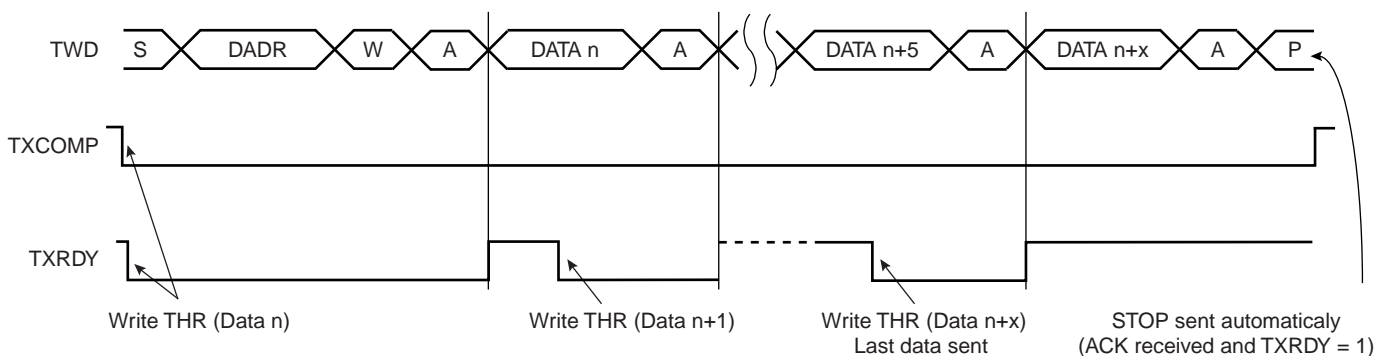 TWD S DADR W A DATA n A DATA n+5 A DATA n+x A P
TXCOMP
TXRDY
Write THR (Data n)
Write THR (Data n+1)
Write THR (Data n+x)
Last data sent
STOP sent automaticaly
(ACK received and TXRDY = 1)